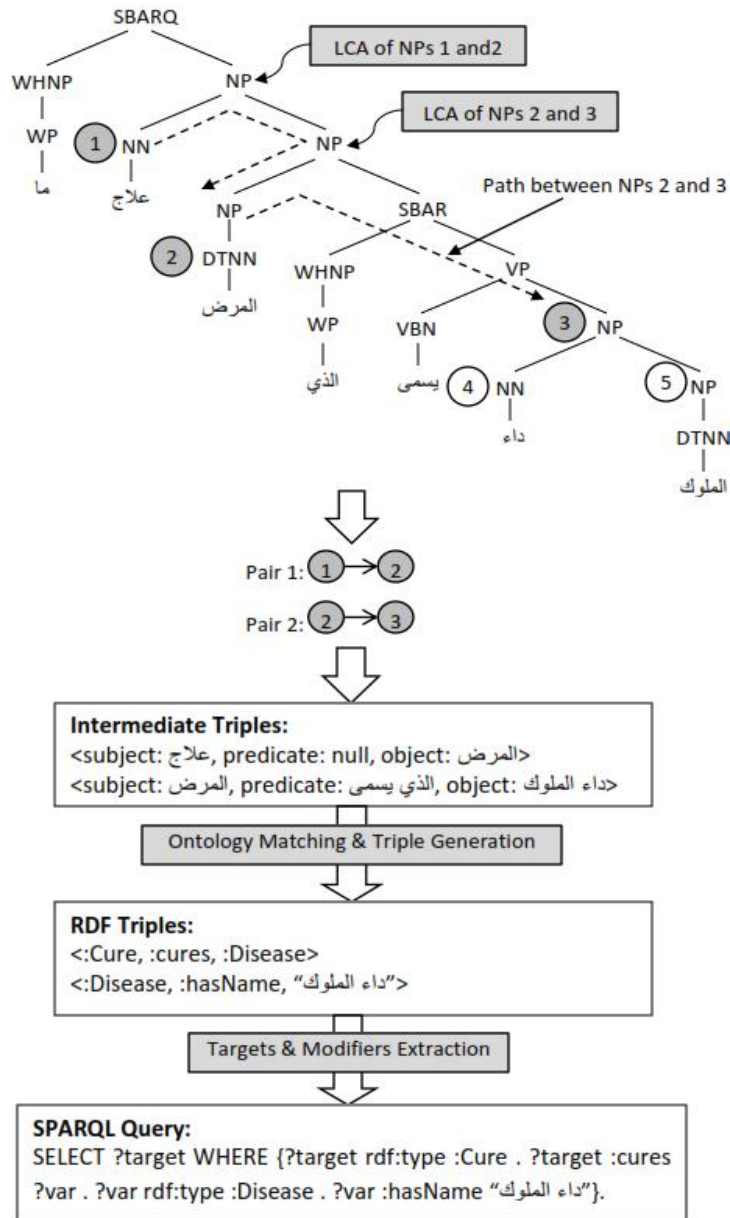 SBARQ
LCA of NPs 1 and2
WHNP NP
LCA of NPs 2 and 3
WP 1 NN NP
ما علاج
Path between NPs 2 and 3
NP SBAR
2 DTNN WHNP VP
المرض
WP VBN 3 NP
الذي يسمى 4 NN 5 NP
داء DTNN
الملوك
Pair 1: 1 2
Pair 2: 2 3
Intermediate Triples:
<subject: علاج, predicate: null, object: المرض>
<subject: المرض, predicate: الذي يسمى, object: داء الملوك>
Ontology Matching & Triple Generation
RDF Triples:
<:Cure, :cures, :Disease>
<:Disease, :hasName, “داء الملوك”>
Targets & Modifiers Extraction
SPARQL Query:
SELECT ?target WHERE {?target rdf:type :Cure . ?target :cures
?var . ?var rdf:type :Disease . ?var :hasName “داء الملوك”}.